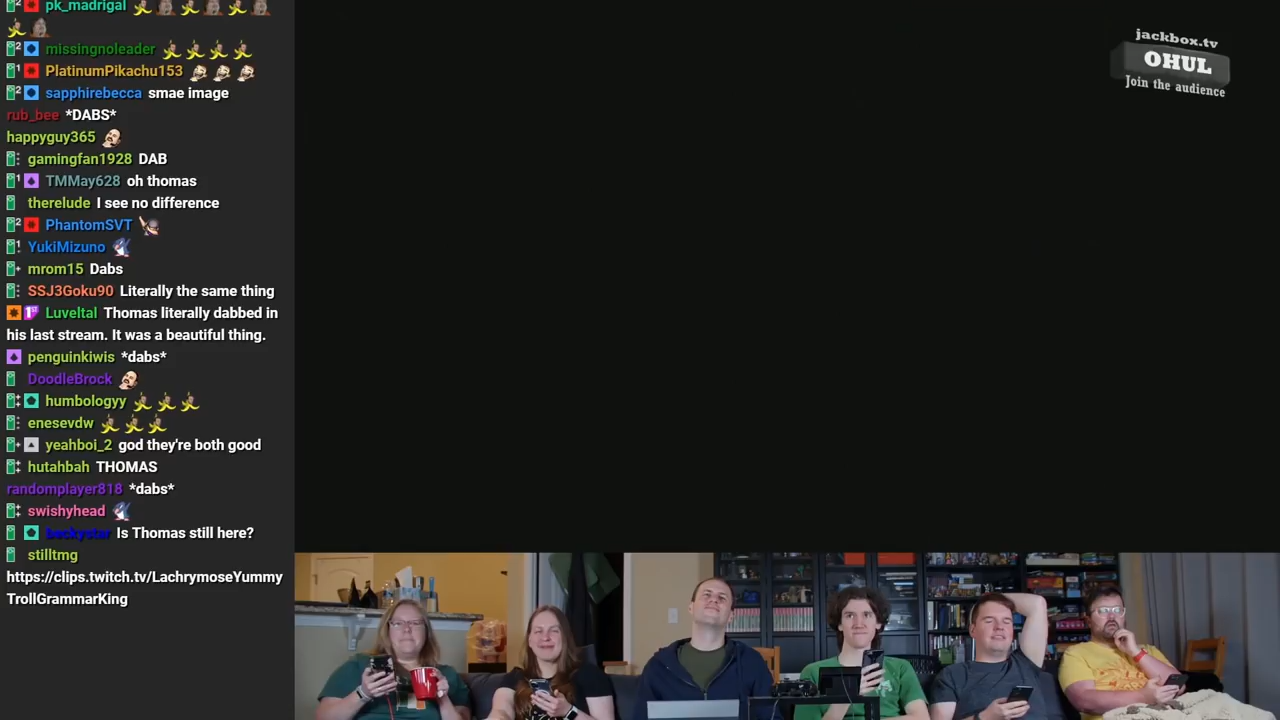 pk_madrigal
missingnoleader
PlatinumPikachu153
sapphirebecca smae image
rub_bee *DABS*
happyguy365
gamingfan1928 DAB
TMMay628 oh thomas
therelude I see no difference
PhantomSVT
YukiMizuno
mrom15 Dabs
SSJ3Goku90 Literally the same thing
Luveltal Thomas literally dabbed in
his last stream. It was a beautiful thing.
penguinkiwis *dabs*
DoodleBrock
humbologyy
enesevdw
yeahboi_2 god they're both good
hutahbah THOMAS
randomplayer818 *dabs*
swishyhead
beckystar Is Thomas still here?
stilltmg
https://clips.twitch.tv/LachrymoseYummy
TrollGrammarKing
jackbox.tv
OHUL
Join the audience